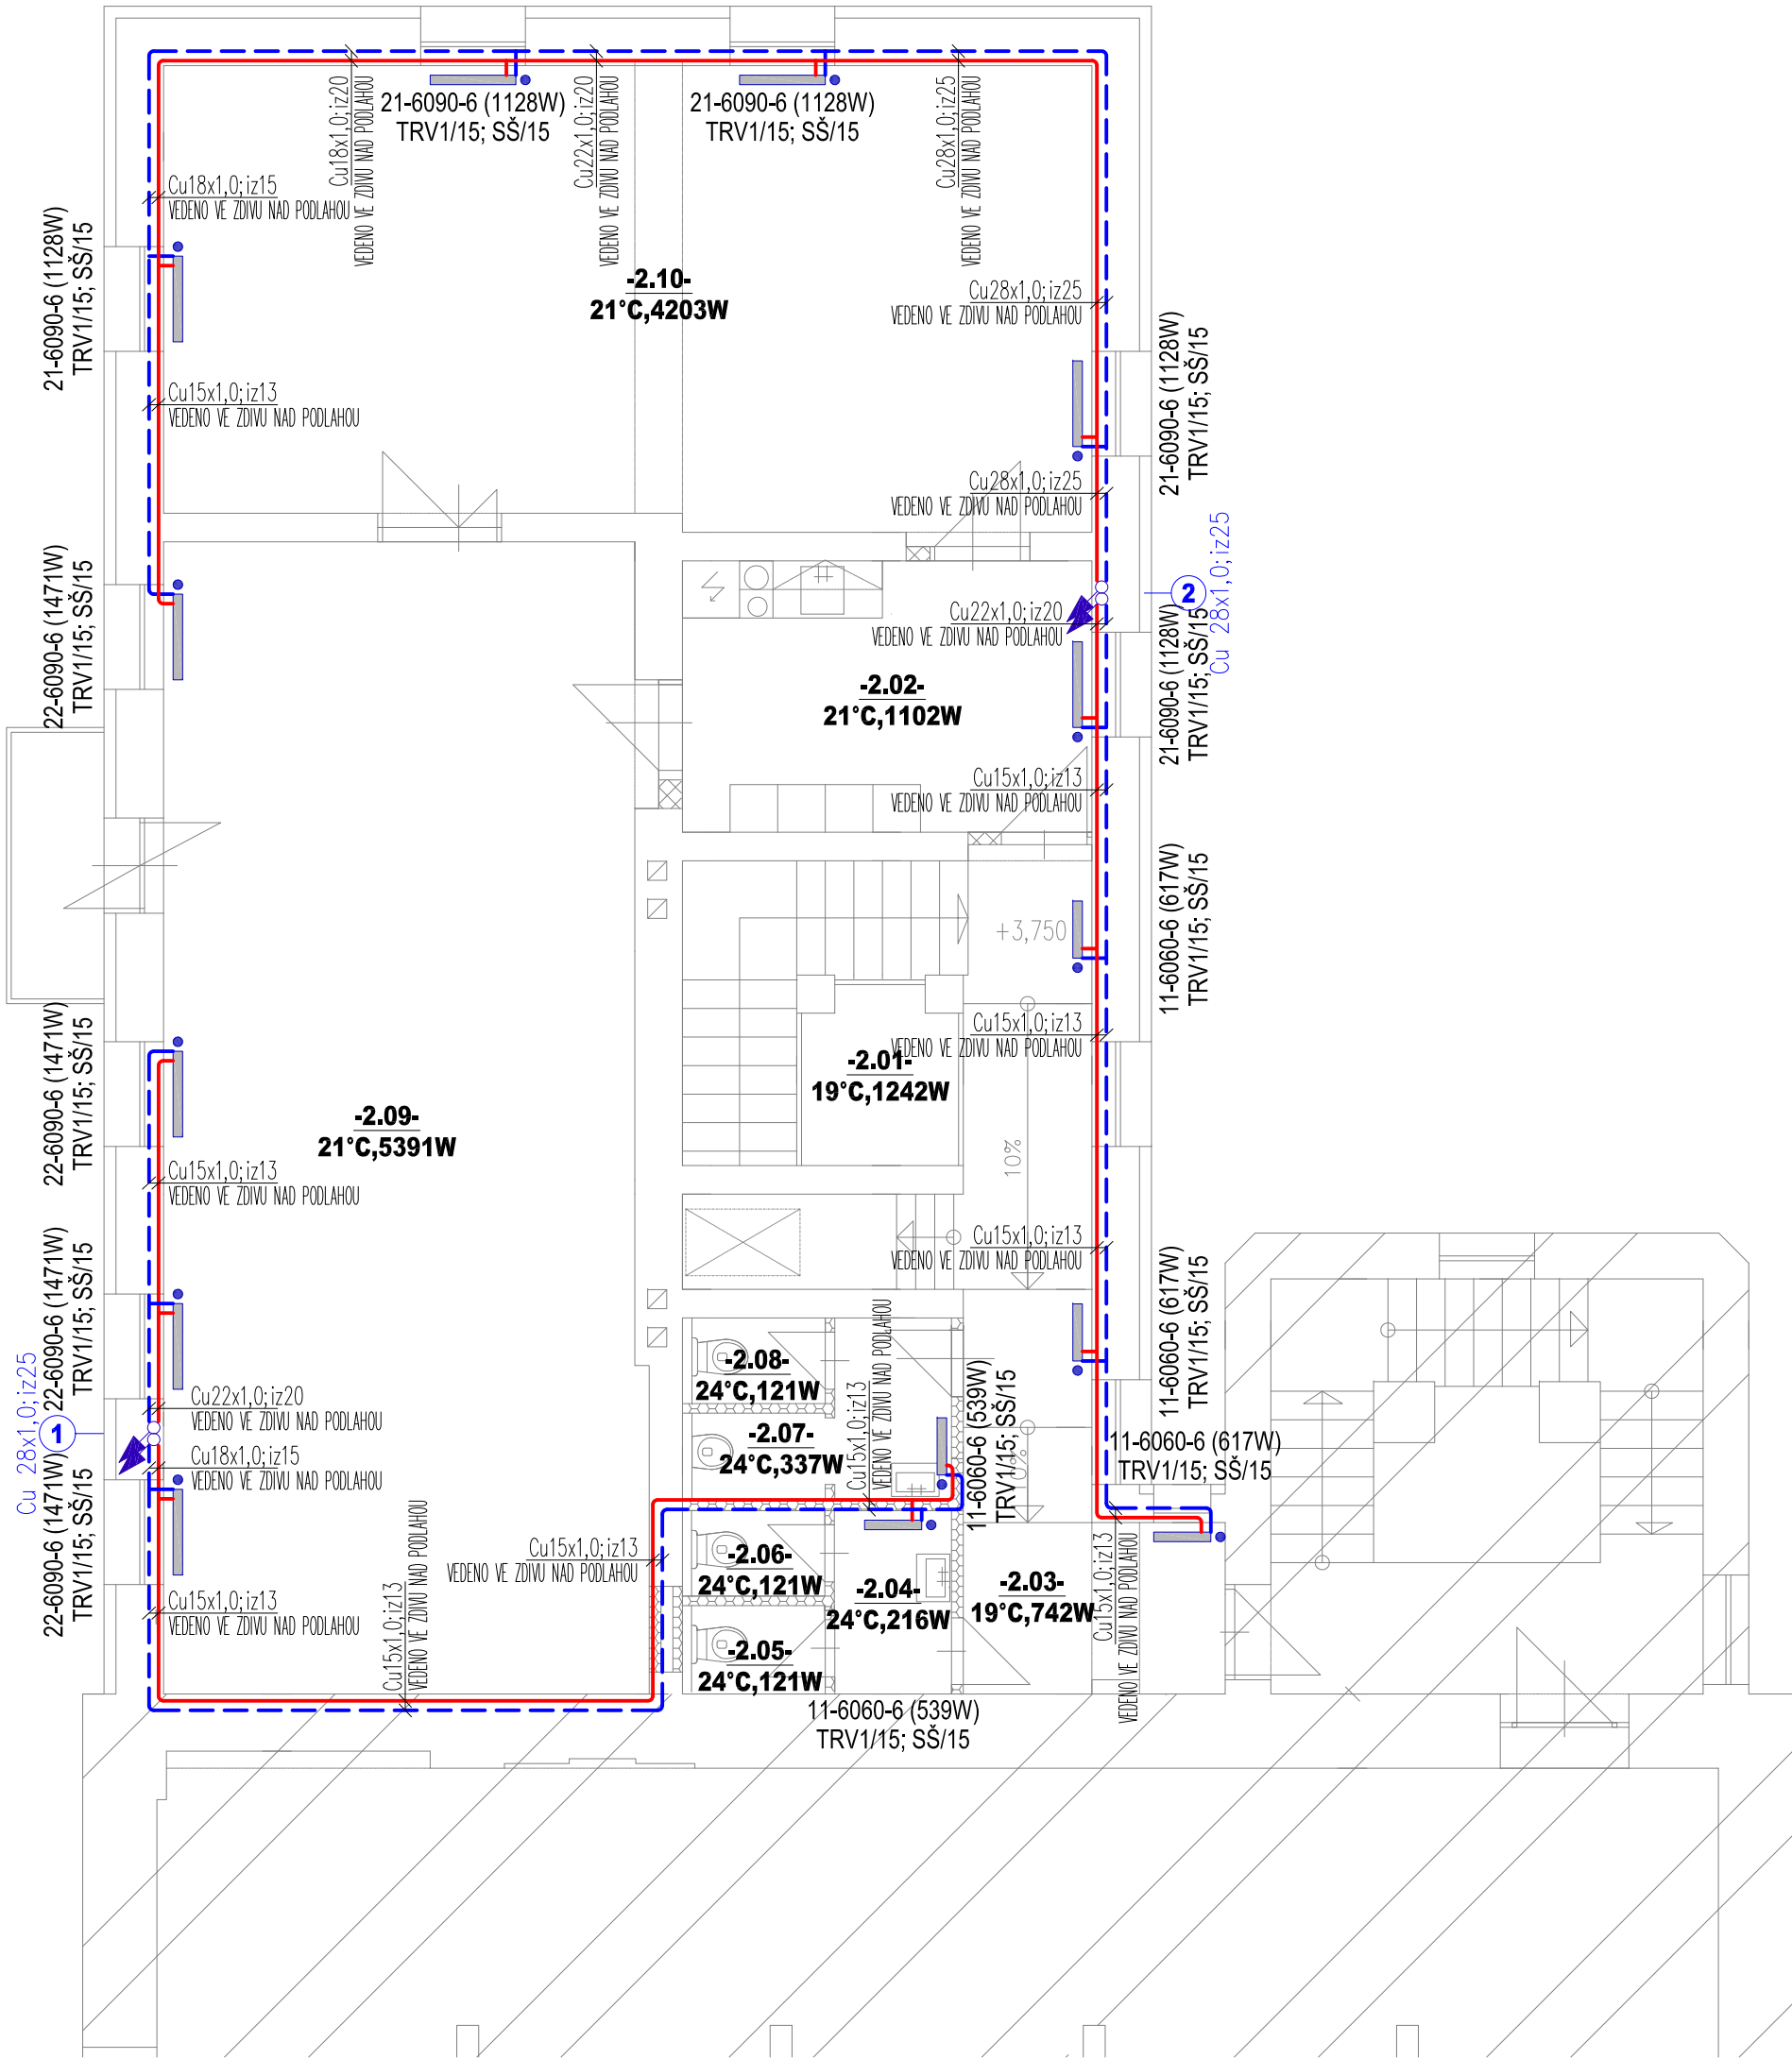 Cu18x1,0;iz20
VEDENO VE ZDIVU NAD PODLAHOU
21-6090-6 (1128W)
TRV1/15; SŠ/15
Cu22x1,0;iz20
VEDENO VE ZDIVU NAD PODLAHOU
21-6090-6 (1128W)
TRV1/15; SŠ/15
Cu28x1,0;iz25
VEDENO VE ZDIVU NAD PODLAHOU
Cu18x1,0;iz15
VEDENO VE ZDIVU NAD PODLAHOU
21-6090-6 (1128W)
TRV1/15; SŠ/15
-2.10-
21°C,4203W
Cu28x1,0;iz25
VEDENO VE ZDIVU NAD PODLAHOU
21-6090-6 (1128W)
TRV1/15; SŠ/15
Cu15x1,0;iz13
VEDENO VE ZDIVU NAD PODLAHOU
Cu28x1,0;iz25
VEDENO VE ZDIVU NAD PODLAHOU
22-6090-6 (1471W)
TRV1/15; SŠ/15
2
Cu 28x1,0;iz25
Cu22x1,0;iz20
VEDENO VE ZDIVU NAD PODLAHOU
21-6090-6 (1128W)
TRV1/15; SŠ/15
-2.02-
21°C,1102W
Cu15x1,0;iz13
VEDENO VE ZDIVU NAD PODLAHOU
+3,750
11-6060-6 (617W)
TRV1/15; SŠ/15
22-6090-6 (1471W)
TRV1/15; SŠ/15
Cu15x1,0;iz13
VEDENO VE ZDIVU NAD PODLAHOU
-2.01-
19°C,1242W
-2.09-
21°C,5391W
10%
Cu15x1,0;iz13
VEDENO VE ZDIVU NAD PODLAHOU
Cu15x1,0;iz13
VEDENO VE ZDIVU NAD PODLAHOU
22-6090-6 (1471W)
TRV1/15; SŠ/15
11-6060-6 (617W)
TRV1/15; SŠ/15
-2.08-
24°C,121W
Cu15x1,0;iz13
VEDENO VE ZDIVU NAD PODLAHOU
11-6060-6 (539W)
TRV1/15; SŠ/15
Cu 28x1,0;iz25
1
Cu22x1,0;iz20
VEDENO VE ZDIVU NAD PODLAHOU
Cu18x1,0;iz15
VEDENO VE ZDIVU NAD PODLAHOU
-2.07-
24°C,337W
11-6060-6 (617W)
TRV1/15; SŠ/15
22-6090-6 (1471W)
TRV1/15; SŠ/15
Cu15x1,0;iz13
VEDENO VE ZDIVU NAD PODLAHOU
Cu15x1,0;iz13
VEDENO VE ZDIVU NAD PODLAHOU
Cu15x1,0;iz13
VEDENO VE ZDIVU NAD PODLAHOU
-2.06-
24°C,121W
-2.04-
24°C,216W
-2.03-
19°C,742W
Cu15x1,0;iz13
VEDENO VE ZDIVU NAD PODLAHOU
-2.05-
24°C,121W
11-6060-6 (539W)
TRV1/15; SŠ/15